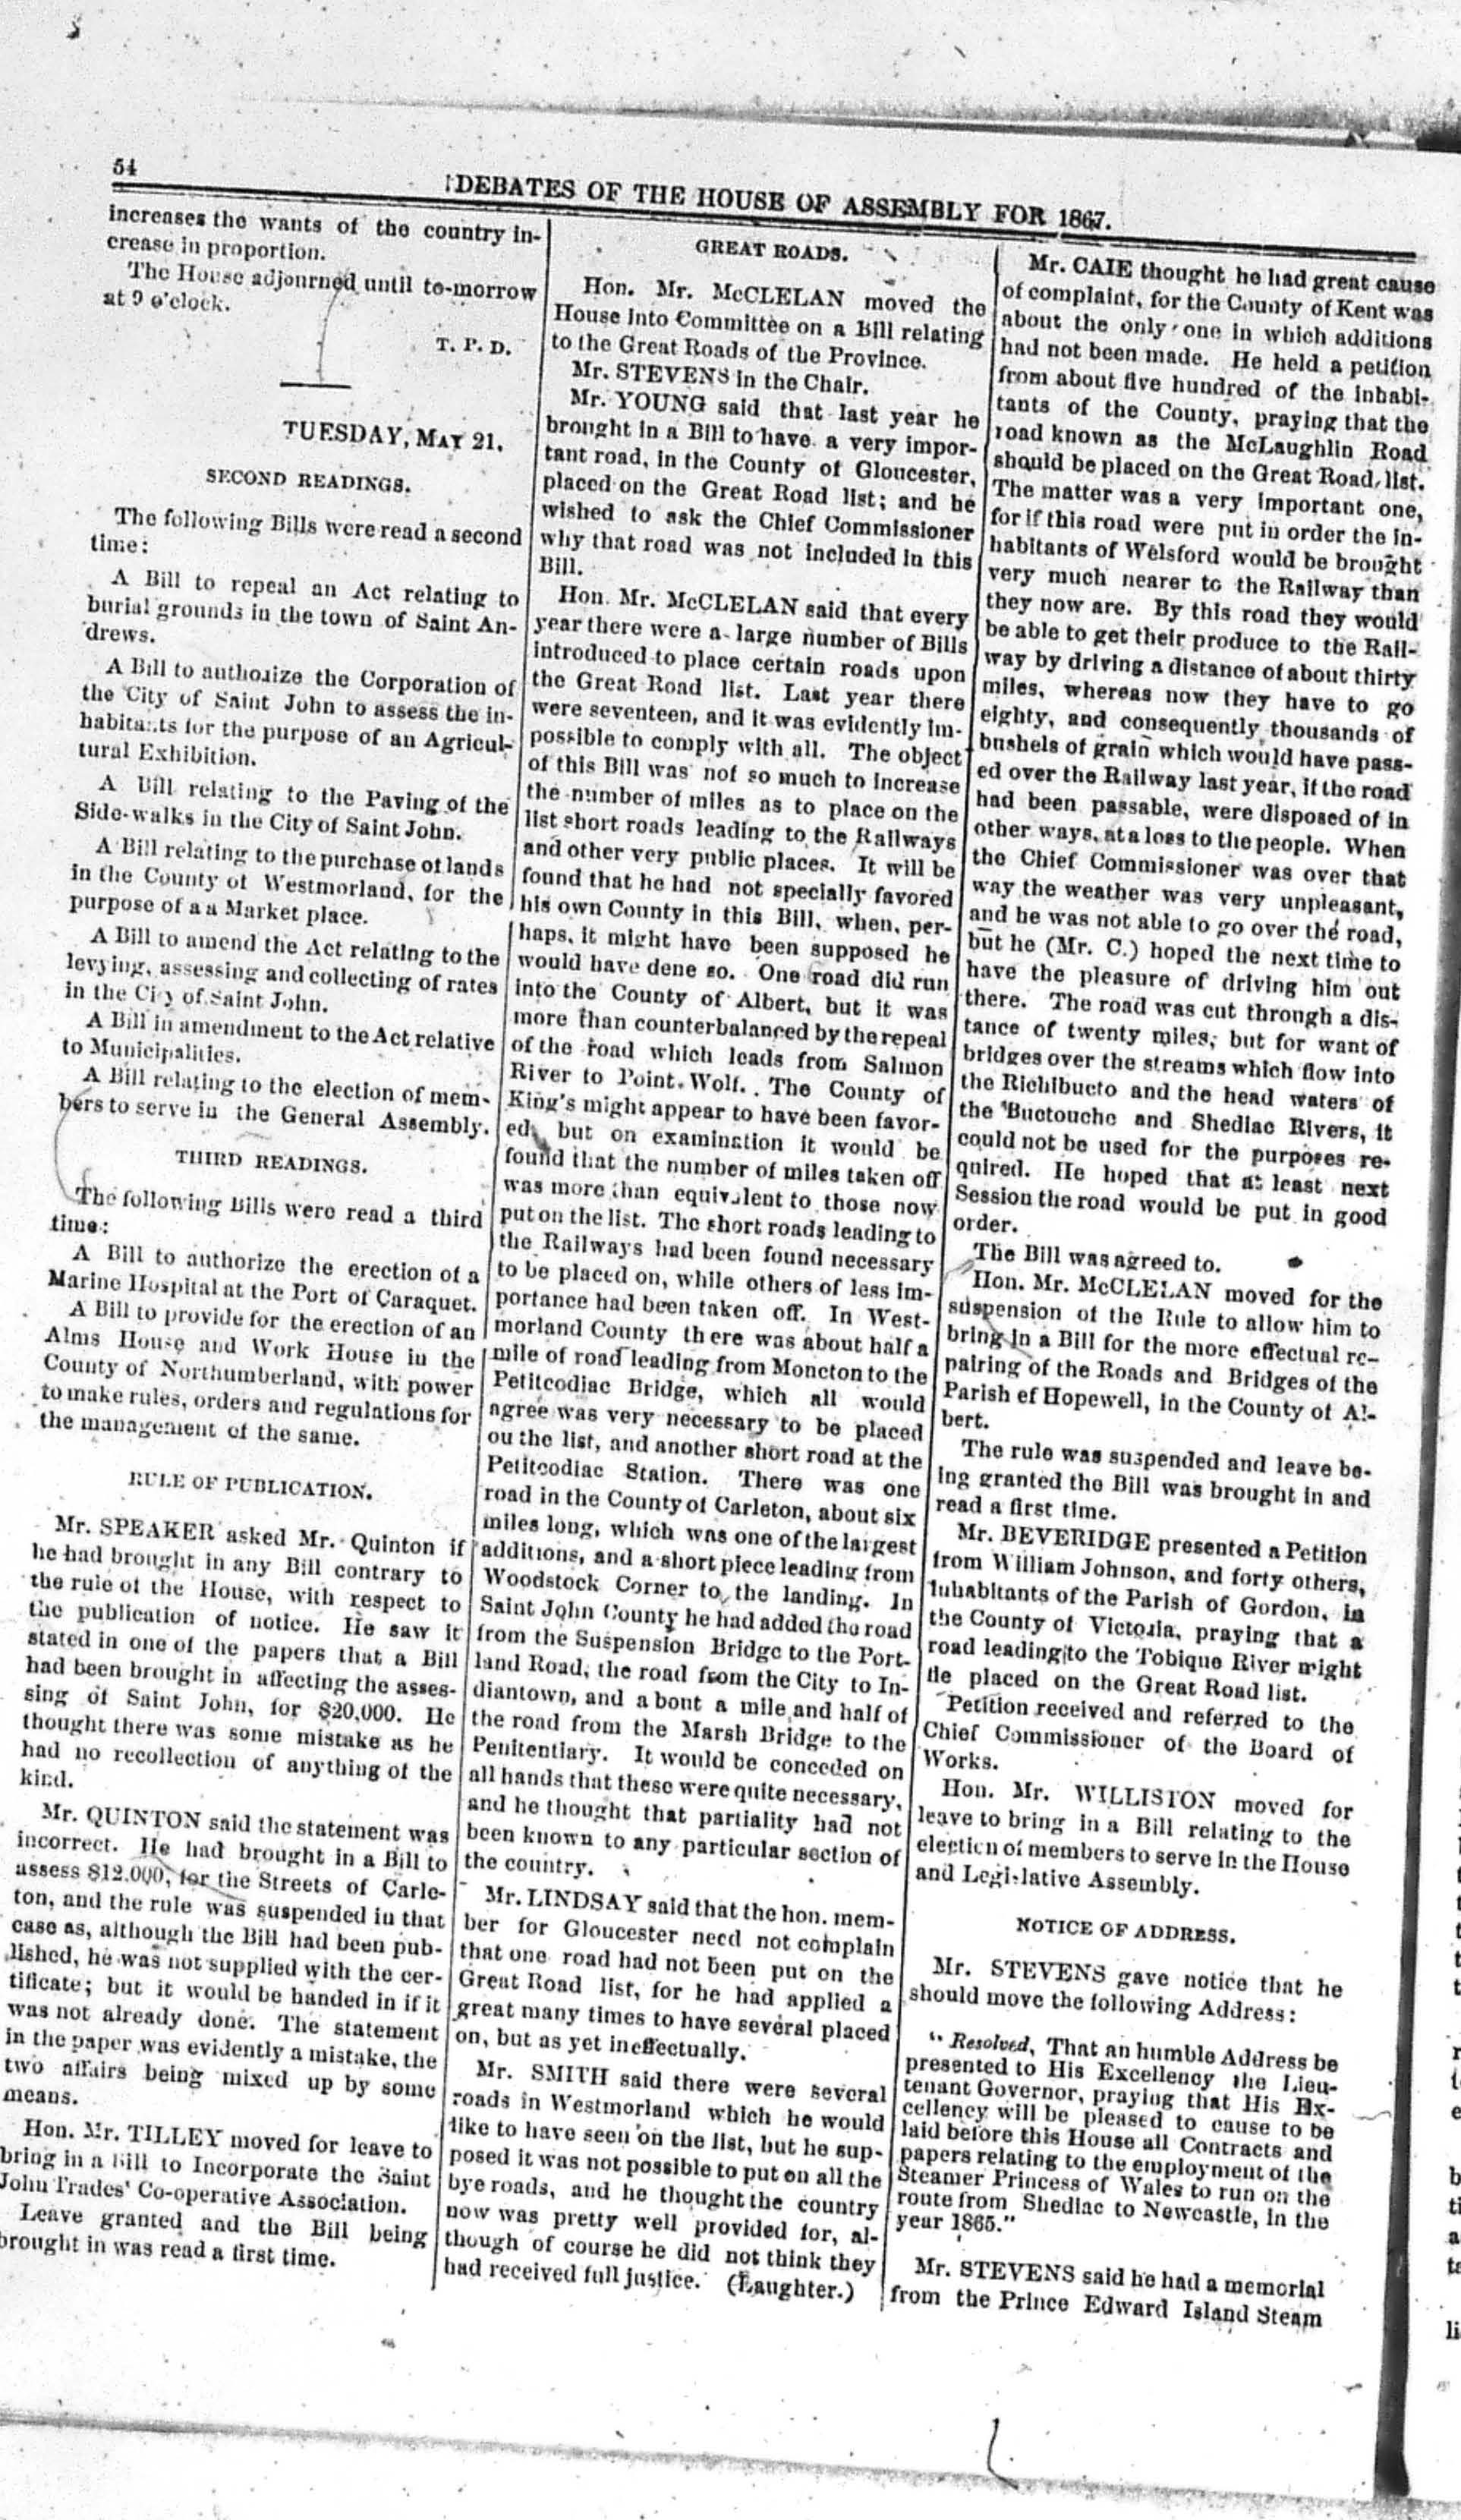 54
DEBATES OF THE HOUSE OF ASSEMBLY FOR 1867.
increases the wants of the country in-
crease in proportion.
The House adjourned until to-morrow
at 9 o'clock.
T. P. D.
TUESDAY, MAY 21.
SECOND READINGS.
The following Bills were read a second
time:
A Bill to repeal an Act relating to
burial grounds in the town of Saint An-
drews.
A Bill to authorize the Corporation of
the City of Saint John to assess the in-
habitants for the purpose of an Agricul-
tural Exhibition.
A Bill relating to the Paving of the
Side-walks in the City of Saint John.
A Bill relating to the purchase of lands
in the County of Westmorland, for the
purpose of a a Market place.
A Bill to amend the Act relating to the
levying, assessing and collecting of rates
in the City of Saint John.
A Bill in amendment to the Act relative
to Municipalities.
A Bill relating to the election of mem-
bers to serve in the General Assembly.
THIRD READINGS.
The following Bills were read a third
time:
A Bill to authorize the erection of a
Marine Hospital at the Port of Caraquet.
A Bill to provide for the erection of an
Alms House and Work House in the
County of Northumberland, with power
to make rules, orders and regulations for
the management of the same.
RULE OF PUBLICATION.
Mr. SPEAKER asked Mr. Quinton if
he had brought in any Bill contrary to
the rule of the House, with respect to
the publication of notice. He saw it
stated in one of the papers that a Bill
had been brought in affecting the asses-
sing of Saint John, for $20,000. He
thought there was some mistake as he
had no recollection of anything of the
kind.
Mr. QUINTON said the statement was
incorrect. He had brought in a Bill to
assess $12,000, for the Streets of Carle-
ton, and the rule was suspended in that
case as, although the Bill had been pub-
lished, he was not supplied with the cer-
tificate; but it would be handed in if it
was not already done. The statement
in the paper was evidently a mistake, the
two affairs being mixed up by some
means.
Hon. Mr. TILLEY moved for leave to
bring in a Bill to Incorporate the Saint
John Trades' Co-operative Association.
Leave granted and the Bill being
brought in was read a first time.
GREAT ROADS.
Hon. Mr. McCLELAN moved the
House into Committee on a Bill relating
to the Great Roads of the Province.
Mr. STEVENS in the Chair.
Mr. YOUNG said that last year he
brought in a Bill to have a very impor-
tant road, in the County of Gloucester,
placed on the Great Road list; and he
wished to ask the Chief Commissioner
why that road was not included in this
Bill.
Hon. Mr. McCLELAN said that every
year there were a large number of Bills
introduced to place certain roads upon
the Great Road list. Last year there
were seventeen, and it was evidently im-
possible to comply with all. The object
of this Bill was not so much to increase
the number of miles as to place on the
list short roads leading to the Railways
and other very public places. It will be
found that he had not specially favored
his own County in this Bill, when, per-
haps, it might have been supposed he
would have dene so. One road did run
into the County of Albert, but it was
more than counterbalanced by the repeal
of the road which leads from Salmon
River to Point Wolf. The County of
King's might appear to have been favor-
ed, but on examination it would be
found that the number of miles taken off
was more than equivalent to those now
put on the list. The short roads leading to
the Railways had been found necessary
to be placed on, while others of less im-
portance had been taken off. In West-
morland County there was about half a
mile of road leading from Moncton to the
Petitcodiac Bridge, which all would
agree was very necessary to be placed
ou the list, and another short road at the
Petitcodiac Station. There was one
road in the County of Carleton, about six
miles long, which was one of the largest
additions, and a short piece leading from
Woodstock Corner to the landing. In
Saint John County he had added the road
from the Suspension Bridge to the Port-
land Road, the road from the City to In-
diantown, and about a mile and half of
the road from the Marsh Bridge to the
Penitentiary. It would be conceded on
all hands that these were quite necessary,
and he thought that partiality had not
been known to any particular section of
the country.
Mr. LINDSAY said that the hon. mem-
ber for Gloucester need not complain
that one road had not been put on the
Great Road list, for he had applied a
great many times to have several placed
on, but as yet ineffectually.
Mr. SMITH said there were several
roads in Westmorland which he would
like to have seen on the list, but he sup-
posed it was not possible to put on all the
bye roads, and he thought the country
now was pretty well provided for, al-
though of course he did not think they
had received full justice. (Laughter.)
Mr. CAIE thought he had great cause
of complaint, for the County of Kent was
about the only one in which additions
had not been made. He held a petition
from about five hundred of the inhabi-
tants of the County, praying that the
road known as the McLaughlin Road
should be placed on the Great Road list.
The matter was a very important one,
for if this road were put in order the in-
habitants of Welsford would be brought
very much nearer to the Railway than
they now are. By this road they would
be able to get their produce to the Rail-
way by driving a distance of about thirty
miles, whereas now they have to go
eighty, and consequently thousands of
bushels of grain which would have pass-
ed over the Railway last year, if the road
had been passable, were disposed of in
other ways, at a loss to the people. When
the Chief Commissioner was over that
way the weather was very unpleasant,
and he was not able to go over the road,
but he (Mr. C.) hoped the next time to
have the pleasure of driving him out
there. The road was cut through a dis-
tance of twenty miles; but for want of
bridges over the streams which flow into
the Richibucto and the head waters of
the Buctouche and Shediac Rivers, it
could not be used for the purposes re-
quired. He hoped that at least next
Session the road would be put in good
order.
The Bill was agreed to.
Hon. Mr. McCLELAN moved for the
suspension of the Rule to allow him to
bring in a Bill for the more effectual re-
pairing of the Roads and Bridges of the
Parish ef Hopewell, in the County of Al-
bert.
The rule was suspended and leave be-
ing granted the Bill was brought in and
read a first time.
Mr. BEVERIDGE presented a Petition
from William Johnson, and forty others,
Inhabitants of the Parish of Gordon, in
the County of Victoria, praying that a
road leading to the Tobique River might
be placed on the Great Road list.
Petition received and referred to the
Chief Commissioner of the Board of
Works.
Hon. Mr. WILLISTON moved for
leave to bring in a Bill relating to the
election of members to serve in the House
and Legislative Assembly.
NOTICE OF ADDRESS.
Mr. STEVENS gave notice that he
should move the following Address:
"Resolved, That an humble Address be
presented to His Excellency the Lieu-
tenant Governor, praying that His Ex-
cellency will be pleased to cause to be
laid before this House all Contracts and
papers relating to the employment of the
Steamer Princess of Wales to run on the
route from Shediac to Newcastle, in the
year 1865."
Mr. STEVENS said he had a memorial
from the Prince Edward Island Steam